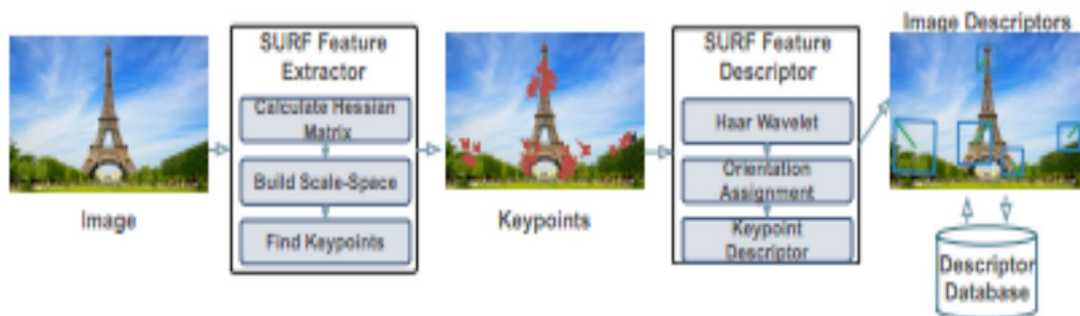 SURF Feature
Extractor
Calculate Hessian
Matrix
Build Scale-Space
Find Keypoints
Image
Keypoints
SURF Feature
Descriptor
Haar Wavelet
Orientation
Assignment
Keypoint
Descriptor
Image Descriptors
Descriptor
Database